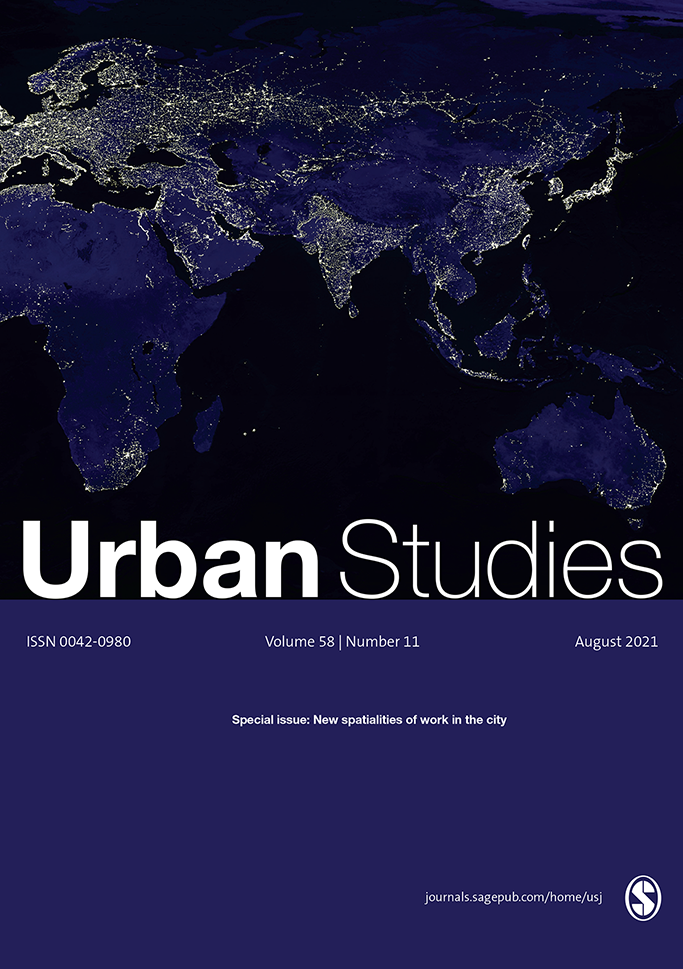 Urban Studies
ISSN 0042-0980 Volume 58 | Number 11 August 2021
Special issue: New spatialities of work in the city
journals.sagepub.com/home/usj
S